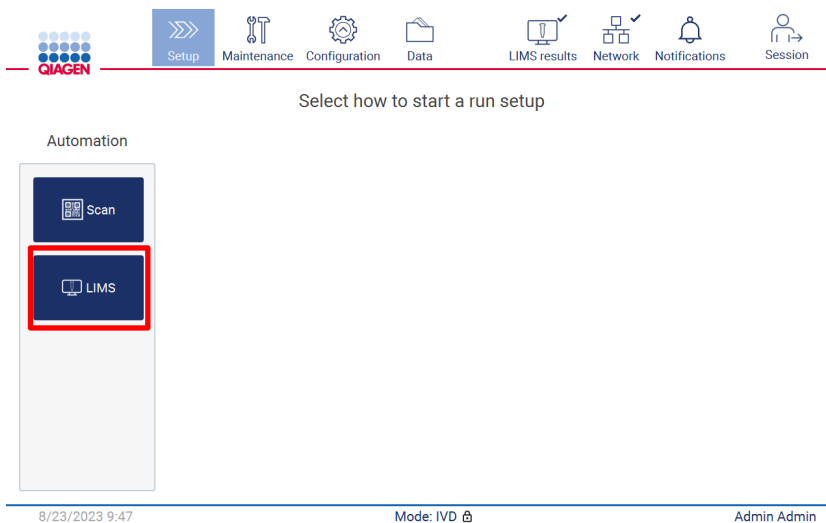 QIAGEN
Setup
Maintenance
Configuration
Data
LIMS results
Network
Notifications
Session
Select how to start a run setup
Automation
Scan
LIMS
8/23/2023 9:47
Mode: IVD
Admin Admin